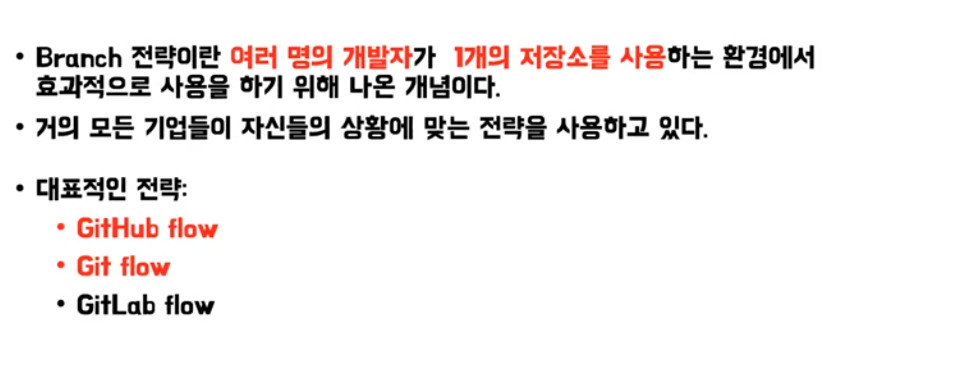 • Branch 전략이란 여러 명의 개발자가 1개의 저장소를 사용하는 환경에서
효과적으로 사용을 하기 위해 나온 개념이다.
• 거의 모든 기업들이 자신들의 상황에 맞는 전략을 사용하고 있다.
• 대표적인 전략:
• GitHub flow
• Git flow
• GitLab flow